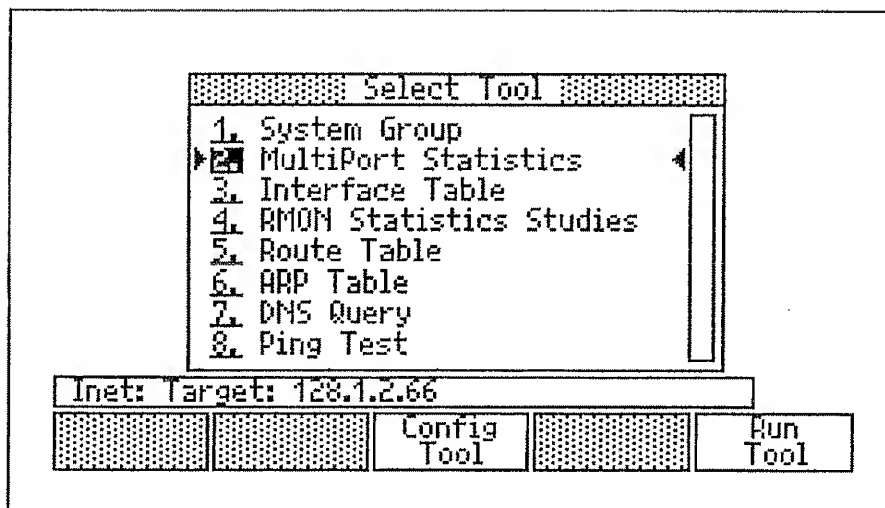 Select Tool
1. System Group
2. MultiPort Statistics
3. Interface Table
4. RMON Statistics Studies
5. Route Table
6. ARP Table
7. DNS Query
8. Ping Test
Inet: Target: 128.1.2.66
Config Tool
Run Tool